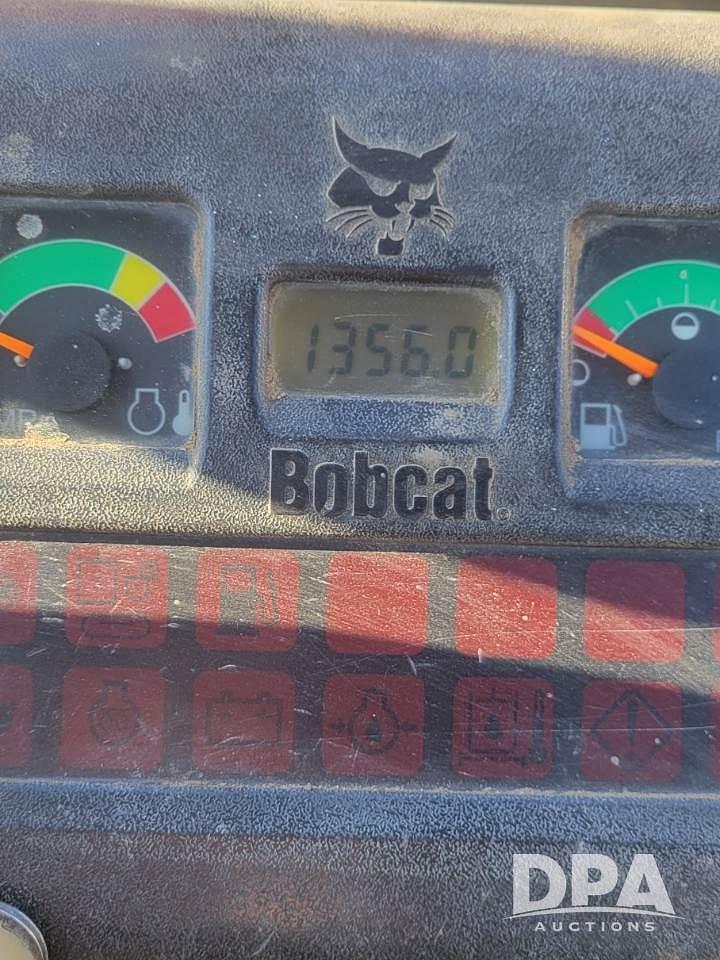 1356.0
Bobcat
DPA
AUCTIONS